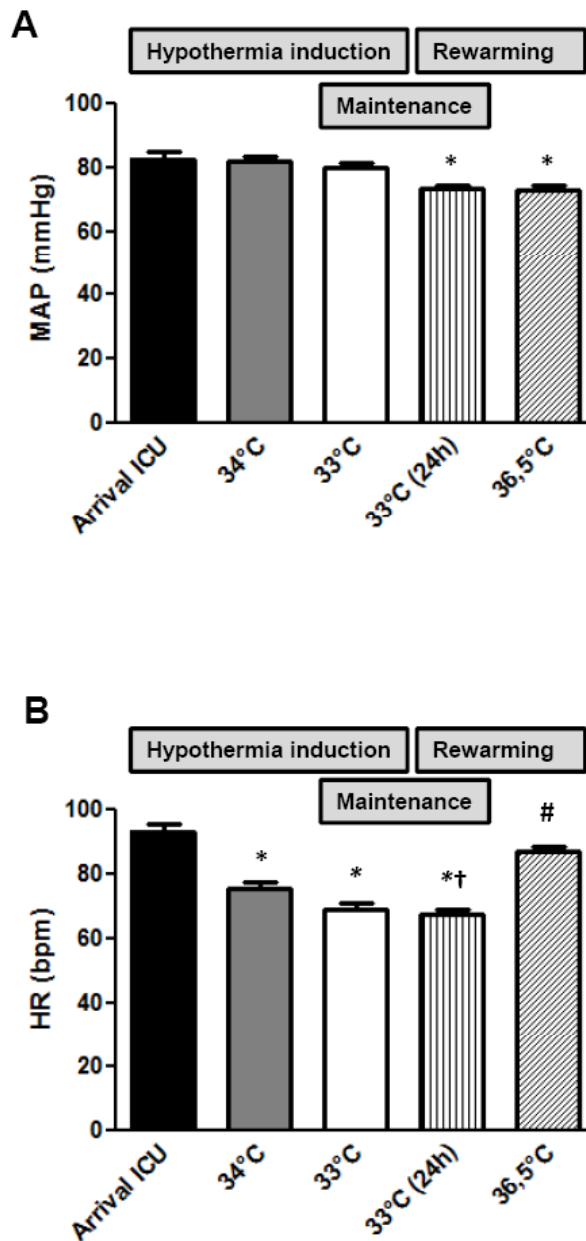 A
Hypothermia induction
Rewarming
Maintenance
100
80
60
40
20
0
MAP (mmHg)
*
*
Arrival ICU
34°C
33°C
33°C (24h)
36,5°C
B
Hypothermia induction
Rewarming
Maintenance
100
80
60
40
20
0
HR (bpm)
*
*
*†
#
Arrival ICU
34°C
33°C
33°C (24h)
36,5°C